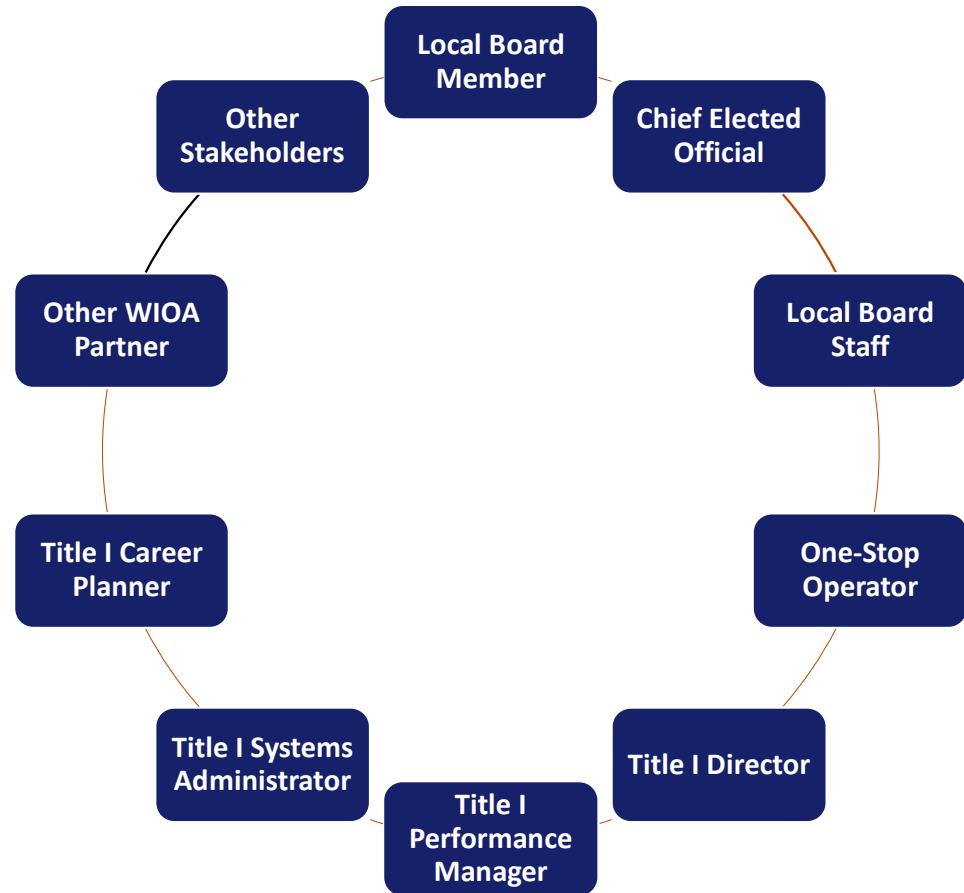 Local Board
Member
Chief Elected
Official
Local Board
Staff
One-Stop
Operator
Title I Director
Title I
Performance
Manager
Title I Systems
Administrator
Title I Career
Planner
Other WIOA
Partner
Other
Stakeholders